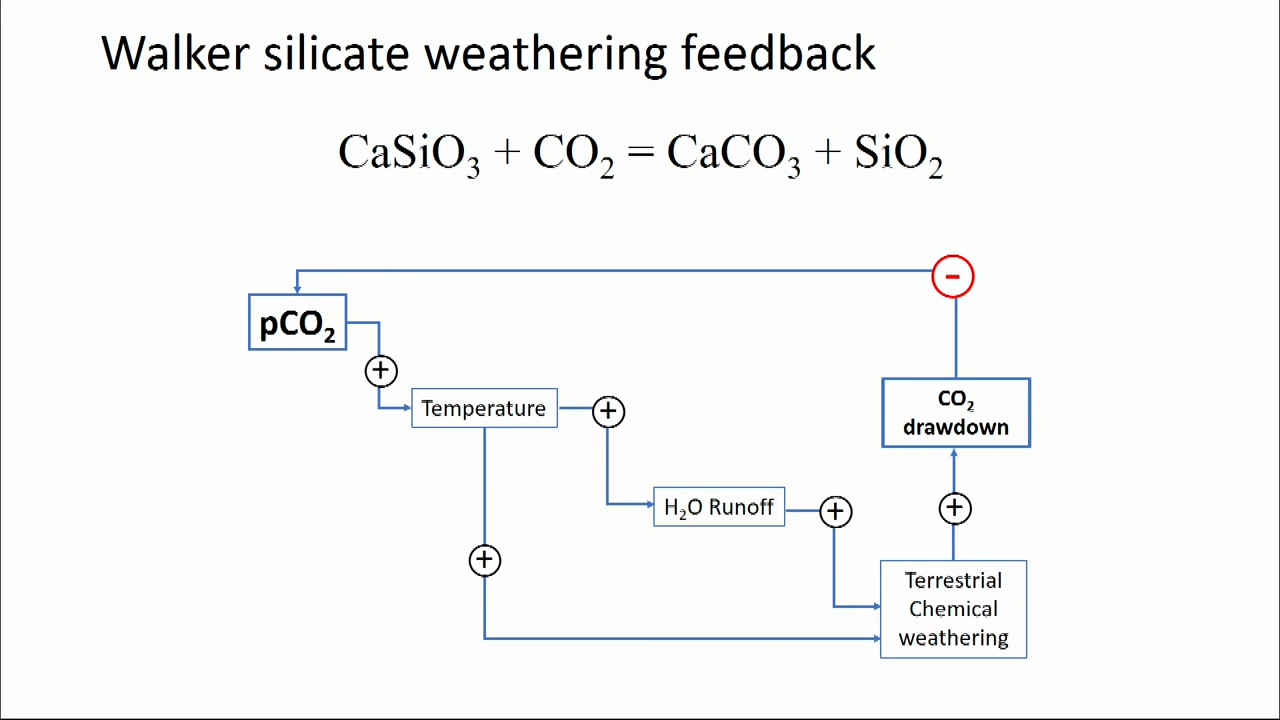 Walker silicate weathering feedback
CaSiO₃ + CO₂ = CaCO₃ + SiO₂
−
pCO₂
+
Temperature
+
CO₂
drawdown
H₂O Runoff
+
+
+
Terrestrial
Chemical
weathering